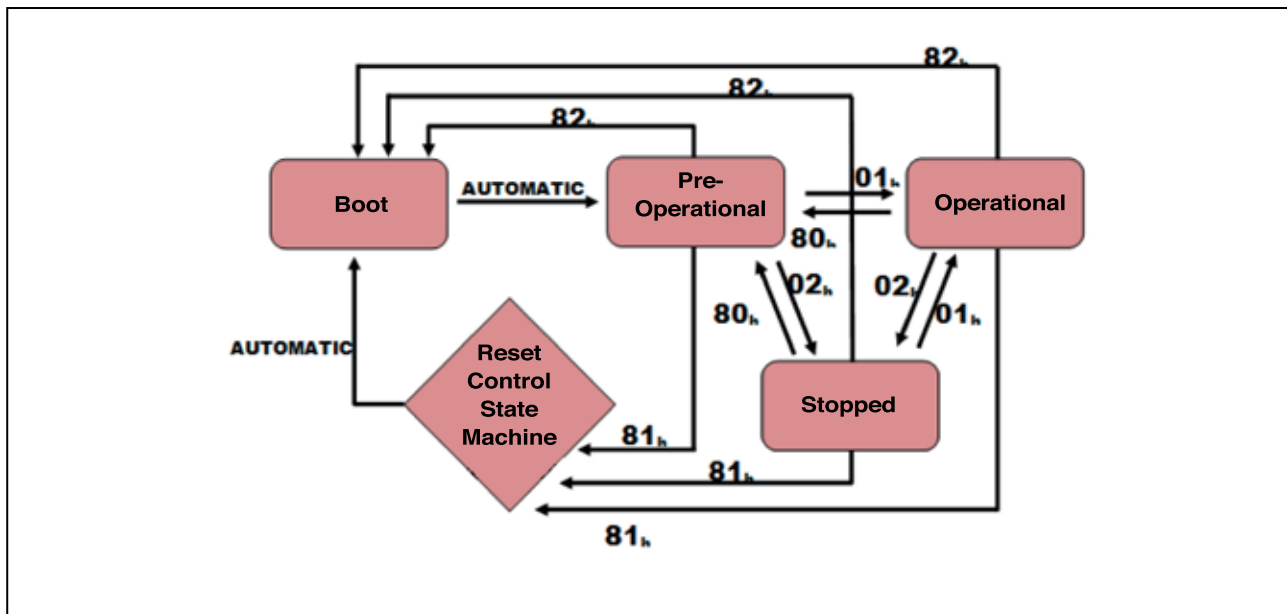 82h
82h
82h
Boot
AUTOMATIC
Pre-
Operational
01h
80h
Operational
80h
02h
02h
01h
AUTOMATIC
Reset
Control
State
Machine
Stopped
81h
81h
81h